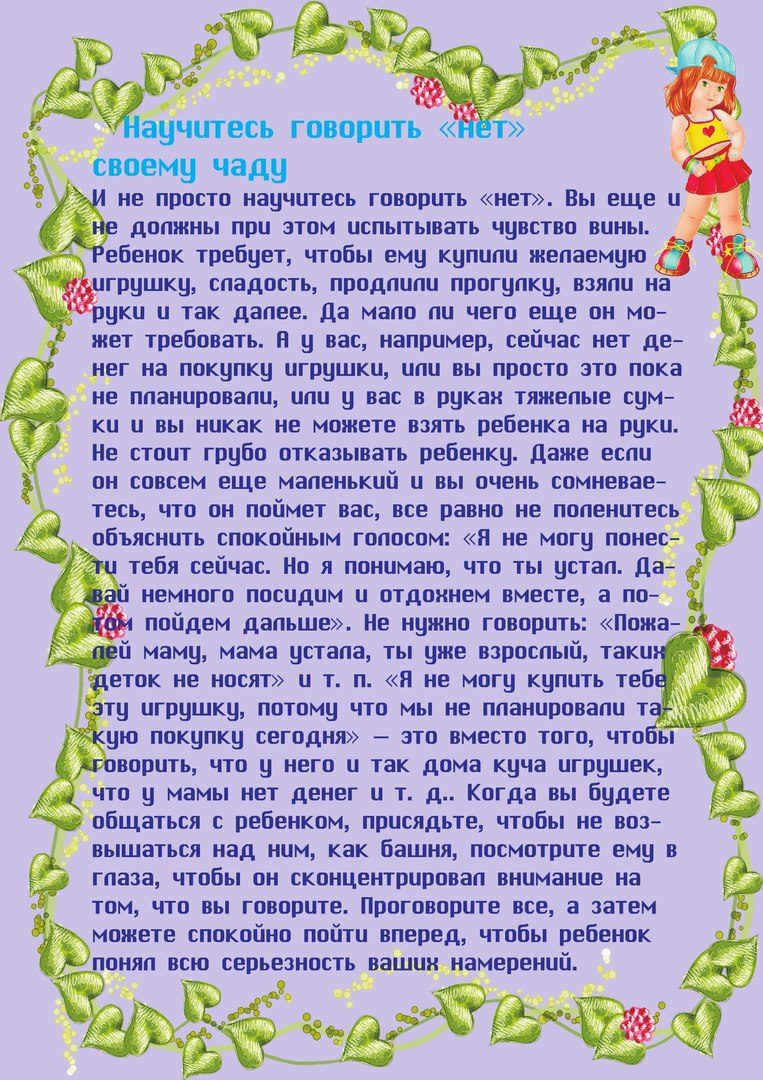 Научитесь говорить «нет»
своему чаду
И не просто научитесь говорить «нет». Вы еще и
не должны при этом испытывать чувство вины.
Ребенок требует, чтобы ему купили желаемую
игрушку, сладость, продлили прогулку, взяли на
руки и так далее. Да мало ли чего еще он мо-
жет требовать. А у вас, например, сейчас нет де-
нег на покупку игрушки, или вы просто это пока
не планировали, или у вас в руках тяжелые сум-
ки и вы никак не можете взять ребенка на руки.
Не стоит грубо отказывать ребенку. Даже если
он совсем еще маленький и вы очень сомневае-
тесь, что он поймет вас, все равно не поленитесь
объяснить спокойным голосом: «Я не могу понес-
ти тебя сейчас. Но я понимаю, что ты устал. Да-
вай немного посидим и отдохнем вместе, а по-
том пойдем дальше». Не нужно говорить: «Пожа-
лей маму, мама устала, ты уже взрослый, таких
деток не носят» и т. п. «Я не могу купить тебе
эту игрушку, потому что мы не планировали та-
кую покупку сегодня» – это вместо того, чтобы
говорить, что у него и так дома куча игрушек,
что у мамы нет денег и т. д.. Когда вы будете
общаться с ребенком, присядьте, чтобы не воз-
вышаться над ним, как башня, посмотрите ему в
глаза, чтобы он сконцентрировал внимание на
том, что вы говорите. Проговорите все, а затем
можете спокойно пойти вперед, чтобы ребенок
понял всю серьезность ваших намерений.